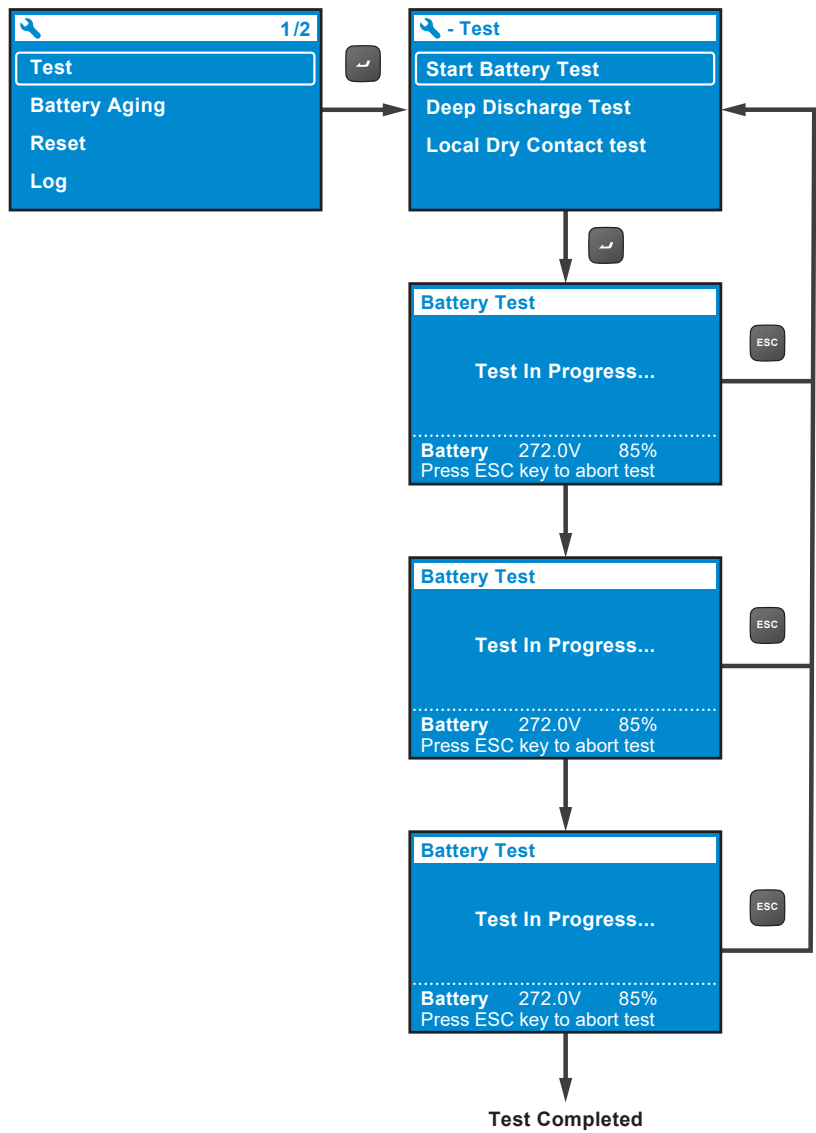 1/2
Test
Battery Aging
Reset
Log
- Test
Start Battery Test
Deep Discharge Test
Local Dry Contact test
Battery Test
Test In Progress...
Battery 272.0V 85%
Press ESC key to abort test
ESC
Battery Test
Test In Progress...
Battery 272.0V 85%
Press ESC key to abort test
ESC
Battery Test
Test In Progress...
Battery 272.0V 85%
Press ESC key to abort test
ESC
Test Completed